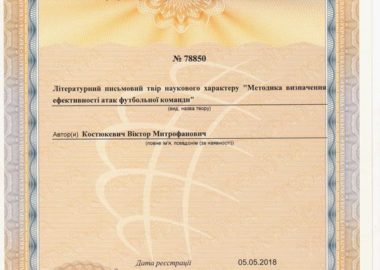 № 78850
Літературний письмовий твір наукового характеру "Методика визначення
ефективності атак футбольної команди"
(вид, назва твору)
Автор(и) Костюкевич Віктор Митрофанович
(повне ім'я, псевдонім (за наявності))
Дата реєстрації 05.05.2018